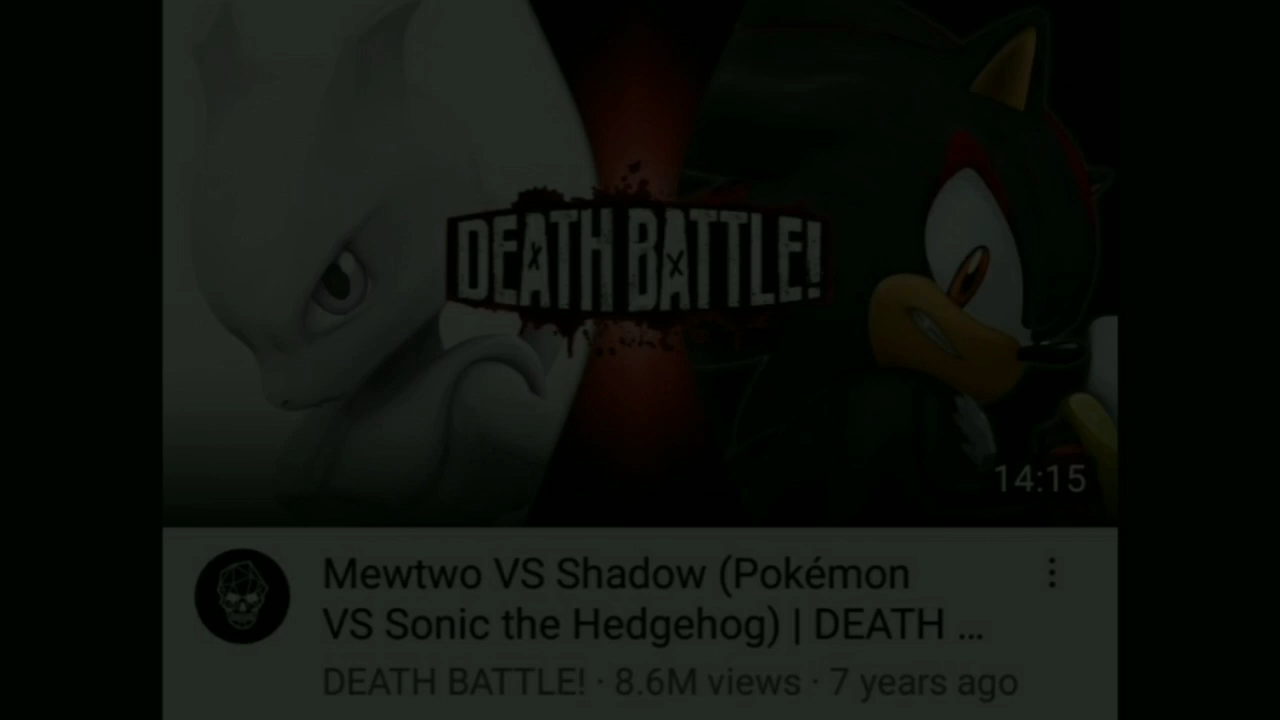 DEATH BATTLE!
14:15
Mewtwo VS Shadow (Pokémon
VS Sonic the Hedgehog) | DEATH ...
DEATH BATTLE! · 8.6M views · 7 years ago